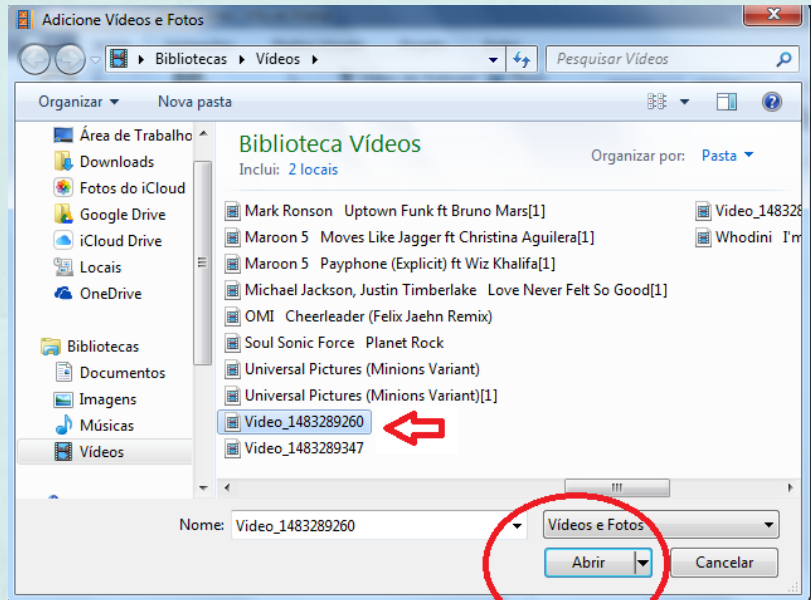 Adicione Vídeos e Fotos
Bibliotecas Vídeos
Pesquisar Vídeos
Organizar Nova pasta
Área de Trabalho
Downloads
Fotos do iCloud
Google Drive
iCloud Drive
Locais
OneDrive
Bibliotecas
Documentos
Imagens
Músicas
Vídeos
Biblioteca Vídeos
Inclui: 2 locais
Organizar por: Pasta
Mark Ronson Uptown Funk ft Bruno Mars[1]
Maroon 5 Moves Like Jagger ft Christina Aguilera[1]
Maroon 5 Payphone (Explicit) ft Wiz Khalifa[1]
Michael Jackson, Justin Timberlake Love Never Felt So Good[1]
OMI Cheerleader (Felix Jaehn Remix)
Soul Sonic Force Planet Rock
Universal Pictures (Minions Variant)
Universal Pictures (Minions Variant)[1]
Video_1483289260
Video_1483289347
Video_148328
Whodini I'm
Nome: Video_1483289260
Vídeos e Fotos
Abrir
Cancelar